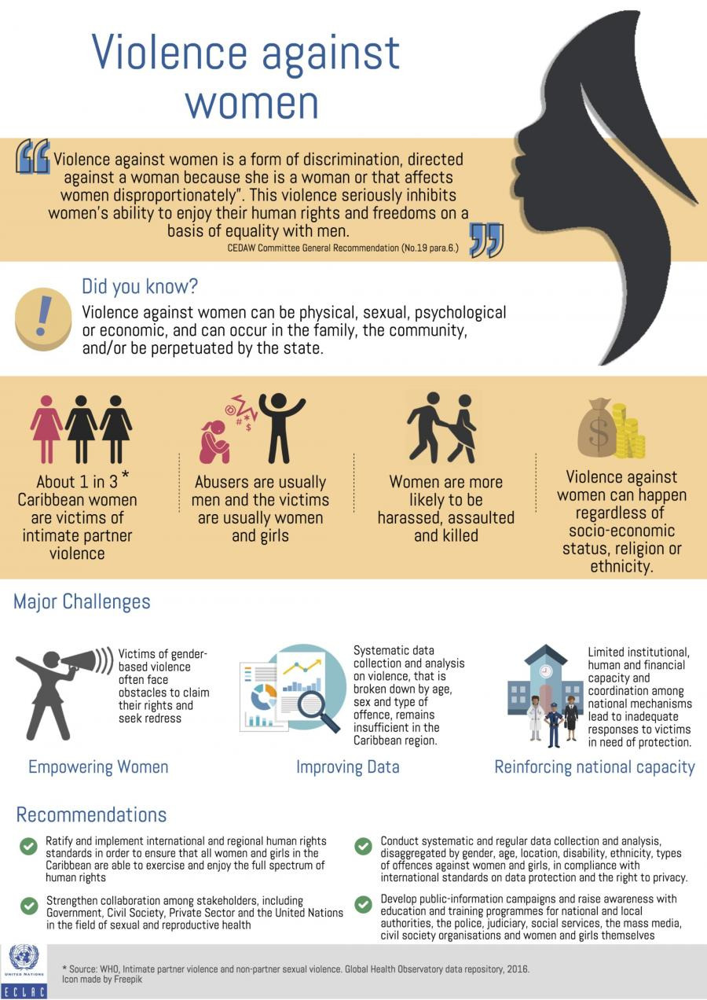 Violence against
women
Violence against women is a form of discrimination, directed
against a woman because she is a woman or that affects
women disproportionately". This violence seriously inhibits
women's ability to enjoy their human rights and freedoms on a
basis of equality with men.
CEDAW Committee General Recommendation (No.19 para.6.)
Did you know?
!
Violence against women can be physical, sexual, psychological
or economic, and can occur in the family, the community,
and/or be perpetuated by the state.
@
#*
$
$
About 1 in 3 *
Caribbean women
are victims of
intimate partner
violence
Abusers are usually
men and the victims
are usually women
and girls
Women are more
likely to be
harassed, assaulted
and killed
Violence against
women can happen
regardless of
socio-economic
status, religion or
ethnicity.
Major Challenges
Victims of gender-
based violence
often face
obstacles to claim
their rights and
seek redress
Empowering Women
Systematic data
collection and analysis
on violence, that is
broken down by age,
sex and type of
offence, remains
insufficient in the
Caribbean region.
Improving Data
Limited institutional,
human and financial
capacity and
coordination among
national mechanisms
lead to inadequate
responses to victims
in need of protection.
Reinforcing national capacity
Recommendations
Ratify and implement international and regional human rights
standards in order to ensure that all women and girls in the
Caribbean are able to exercise and enjoy the full spectrum of
human rights
Strengthen collaboration among stakeholders, including
Government, Civil Society, Private Sector and the United Nations
in the field of sexual and reproductive health
Conduct systematic and regular data collection and analysis,
disaggregated by gender, age, location, disability, ethnicity, types
of offences against women and girls, in compliance with
international standards on data protection and the right to privacy.
Develop public-information campaigns and raise awareness with
education and training programmes for national and local
authorities, the police, judiciary, social services, the mass media,
civil society organisations and women and girls themselves
UNITED NATIONS
ECLAC
* Source: WHO, Intimate partner violence and non-partner sexual violence. Global Health Observatory data repository, 2016.
Icon made by Freepik